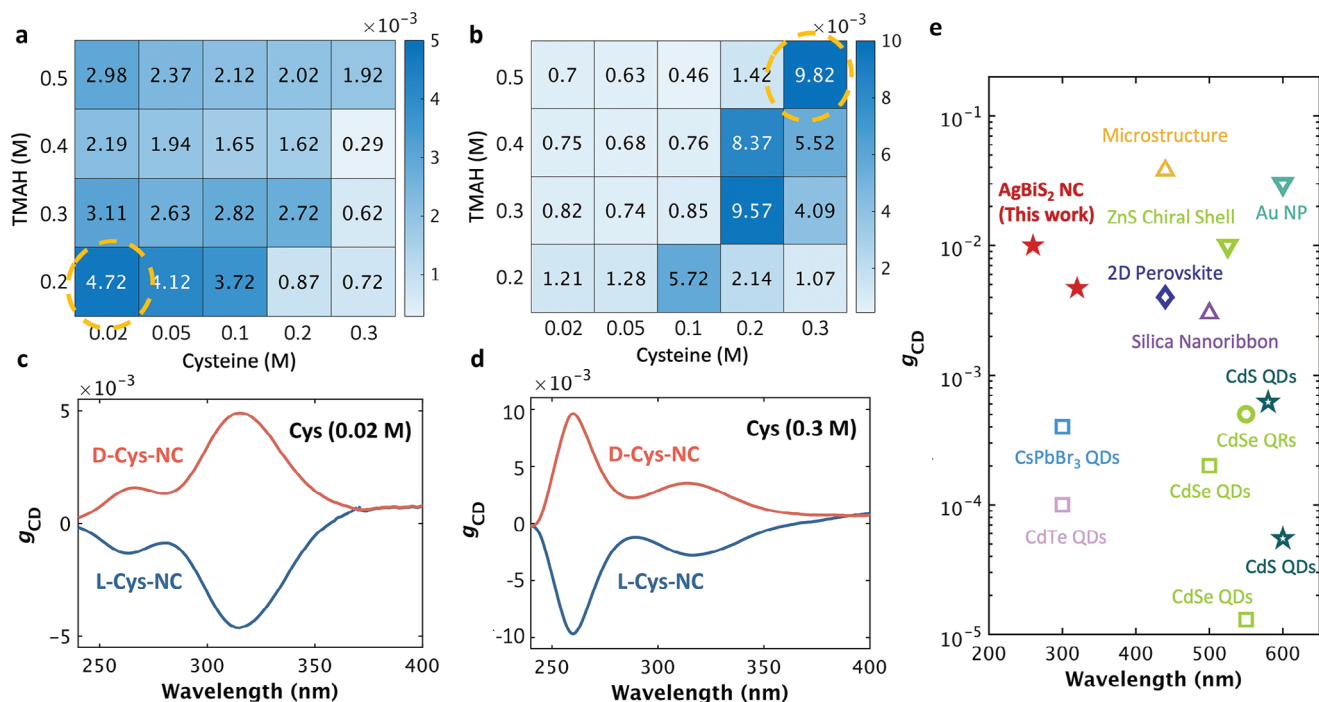 a
×10⁻³
0.5 2.98 2.37 2.12 2.02 1.92
0.4 2.19 1.94 1.65 1.62 0.29
0.3 3.11 2.63 2.82 2.72 0.62
0.2 4.72 4.12 3.72 0.87 0.72
0.02 0.05 0.1 0.2 0.3
TMAH (M)
Cysteine (M)
5
4
3
2
1
b
×10⁻³
0.5 0.7 0.63 0.46 1.42 9.82
0.4 0.75 0.68 0.76 8.37 5.52
0.3 0.82 0.74 0.85 9.57 4.09
0.2 1.21 1.28 5.72 2.14 1.07
0.02 0.05 0.1 0.2 0.3
TMAH (M)
Cysteine (M)
10
8
6
4
2
c
×10⁻³
5
0
−5
g_CD
Cys (0.02 M)
D-Cys-NC
L-Cys-NC
250 300 350 400
Wavelength (nm)
d
×10⁻³
10
5
0
-5
-10
g_CD
Cys (0.3 M)
D-Cys-NC
L-Cys-NC
250 300 350 400
Wavelength (nm)
e
10⁻¹
10⁻²
10⁻³
10⁻⁴
10⁻⁵
g_CD
Microstructure
AgBiS₂ NC
(This work)
ZnS Chiral Shell
Au NP
2D Perovskite
Silica Nanoribbon
CdS QDs
CdSe QRs
CsPbBr₃ QDs
CdSe QDs
CdTe QDs
CdS QDs
CdSe QDs
200 300 400 500 600
Wavelength (nm)